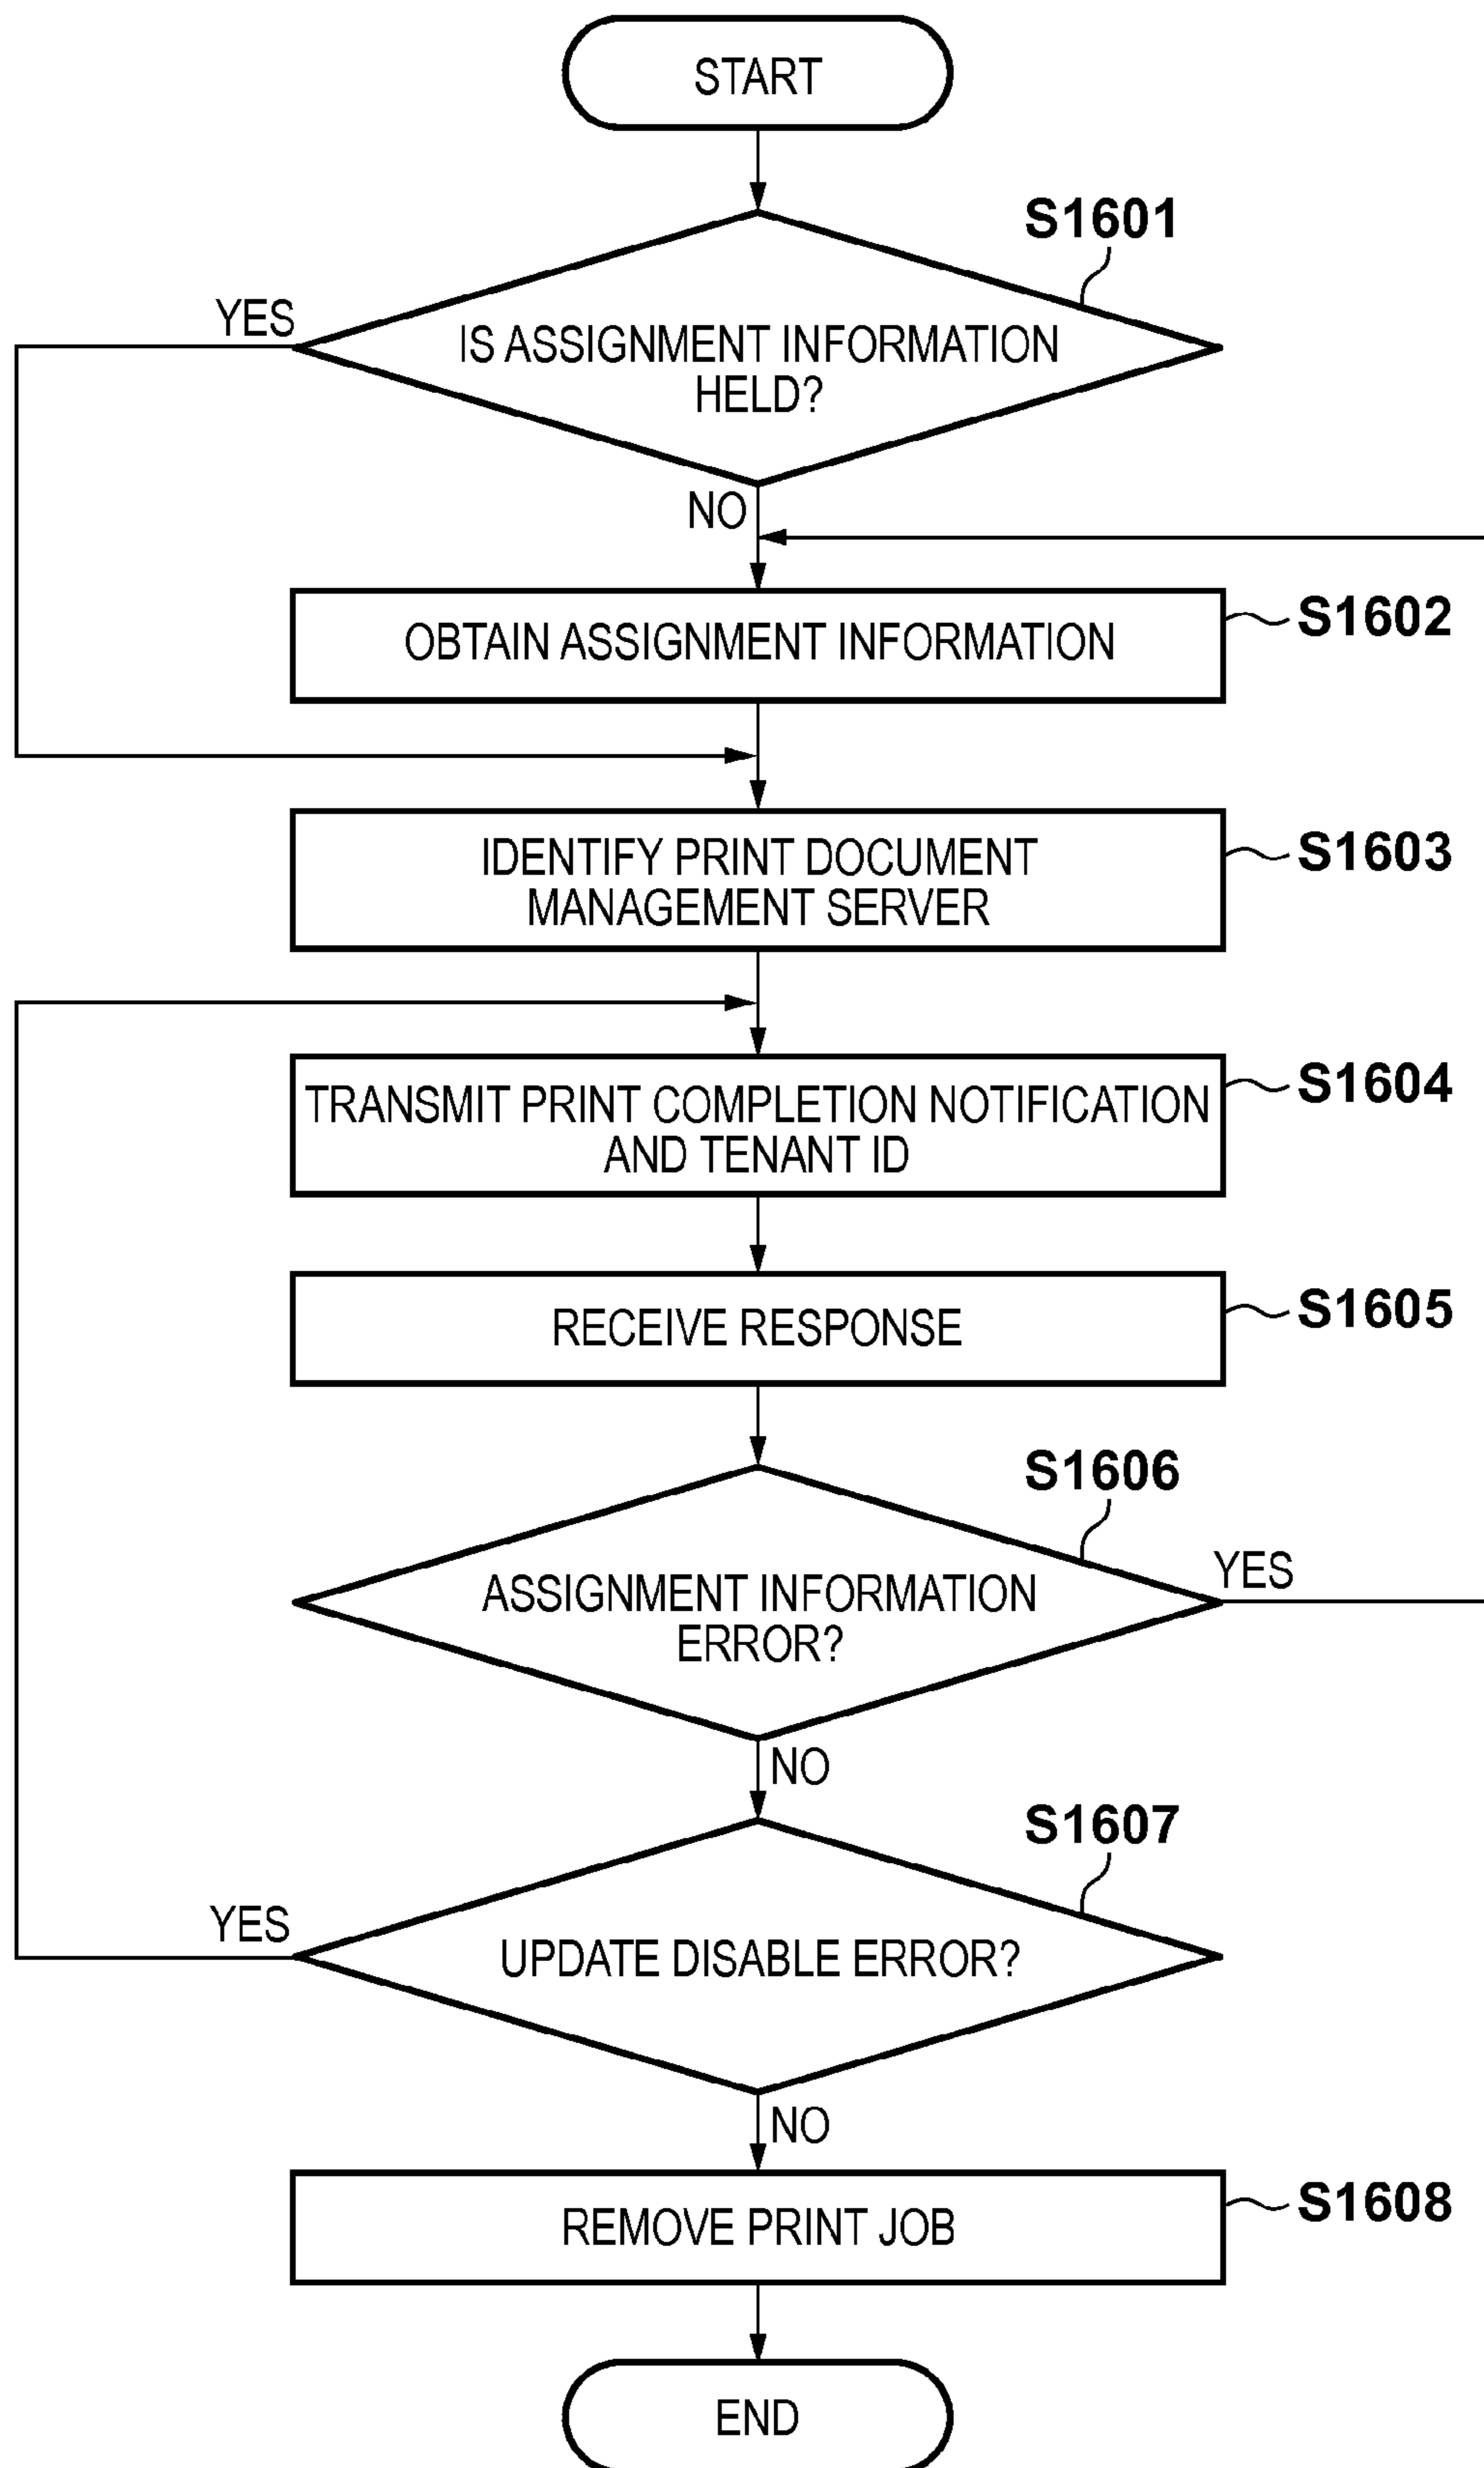 START
S1601
YES
IS ASSIGNMENT INFORMATION
HELD?
NO
OBTAIN ASSIGNMENT INFORMATION
S1602
IDENTIFY PRINT DOCUMENT
MANAGEMENT SERVER
S1603
TRANSMIT PRINT COMPLETION NOTIFICATION
AND TENANT ID
S1604
RECEIVE RESPONSE
S1605
S1606
YES
ASSIGNMENT INFORMATION
ERROR?
NO
S1607
YES
UPDATE DISABLE ERROR?
NO
REMOVE PRINT JOB
S1608
END